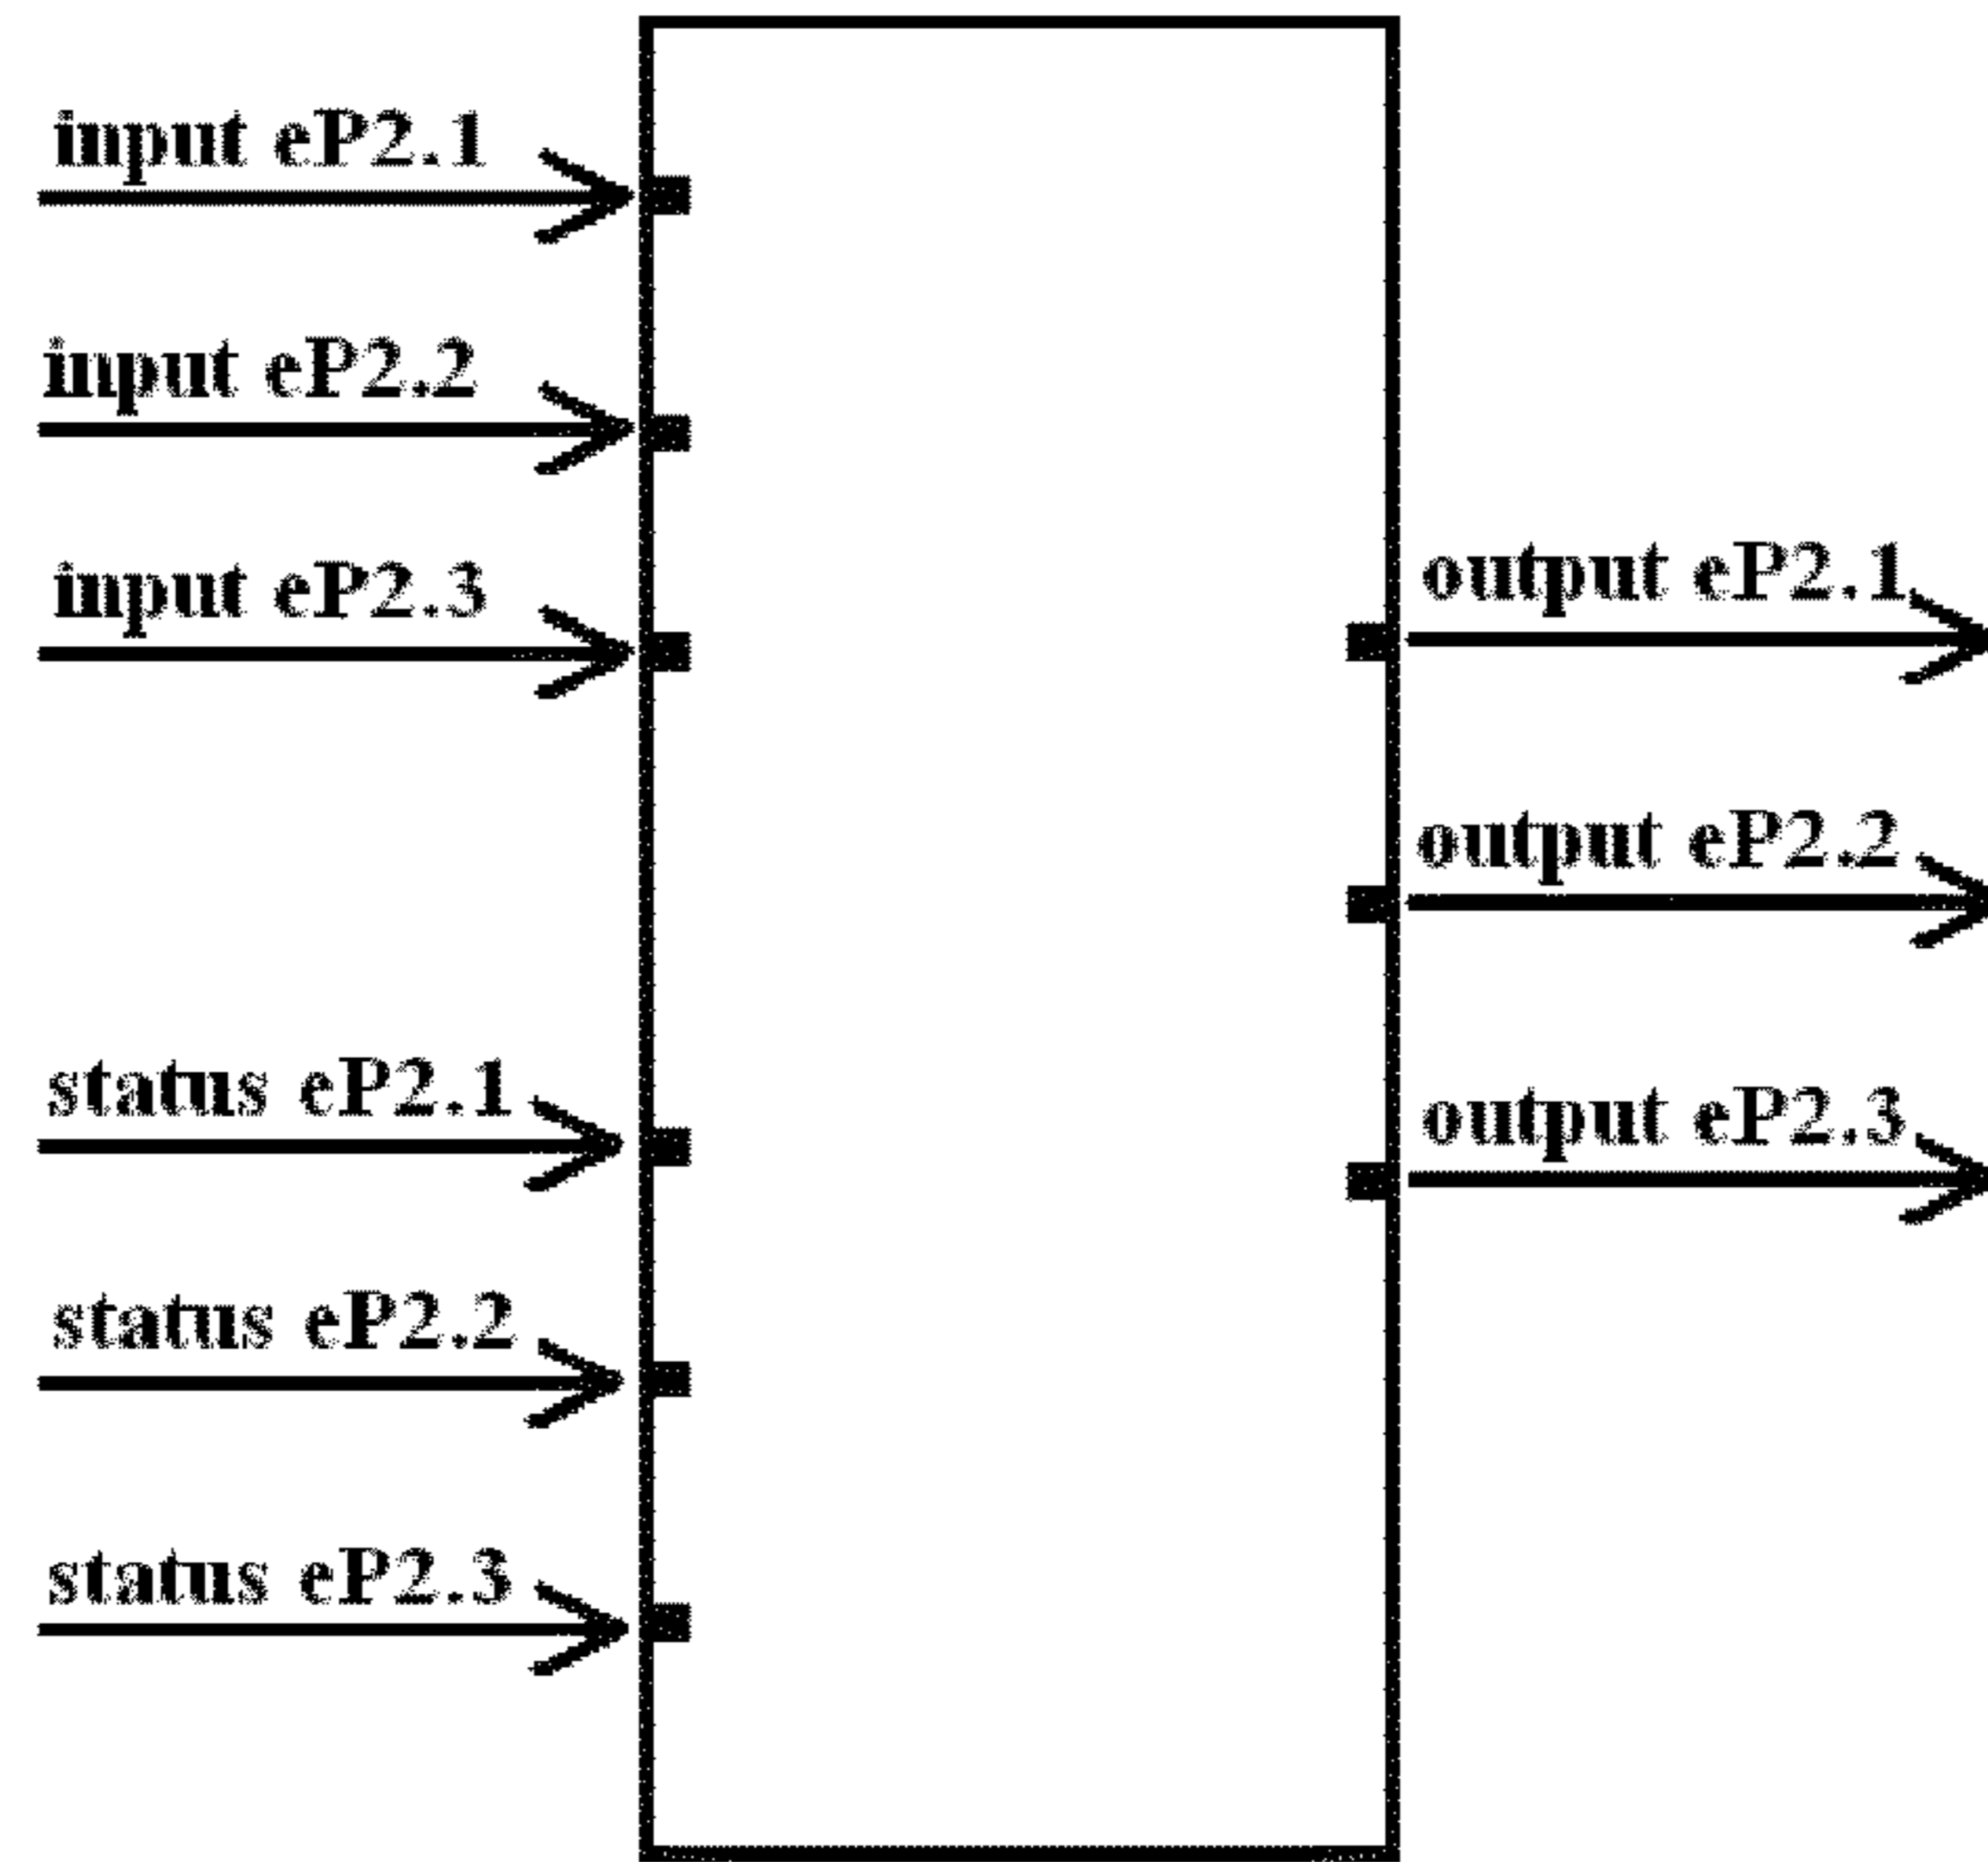 input eP2.1
input eP2.2
input eP2.3
status eP2.1
status eP2.2
status eP2.3
output eP2.1
output eP2.2
output eP2.3